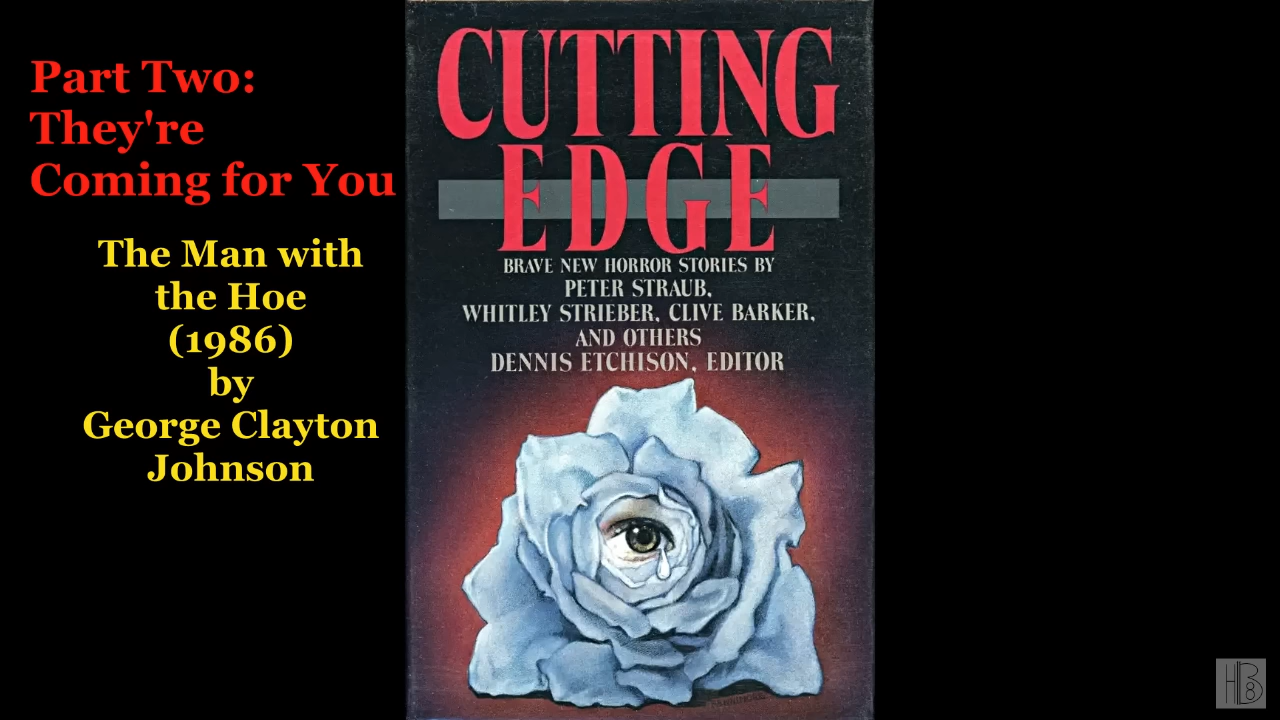 Part Two:
They're
Coming for You
The Man with
the Hoe
(1986)
by
George Clayton
Johnson
CUTTING
EDGE
BRAVE NEW HORROR STORIES BY
PETER STRAUB,
WHITLEY STRIEBER, CLIVE BARKER,
AND OTHERS
DENNIS ETCHISON, EDITOR